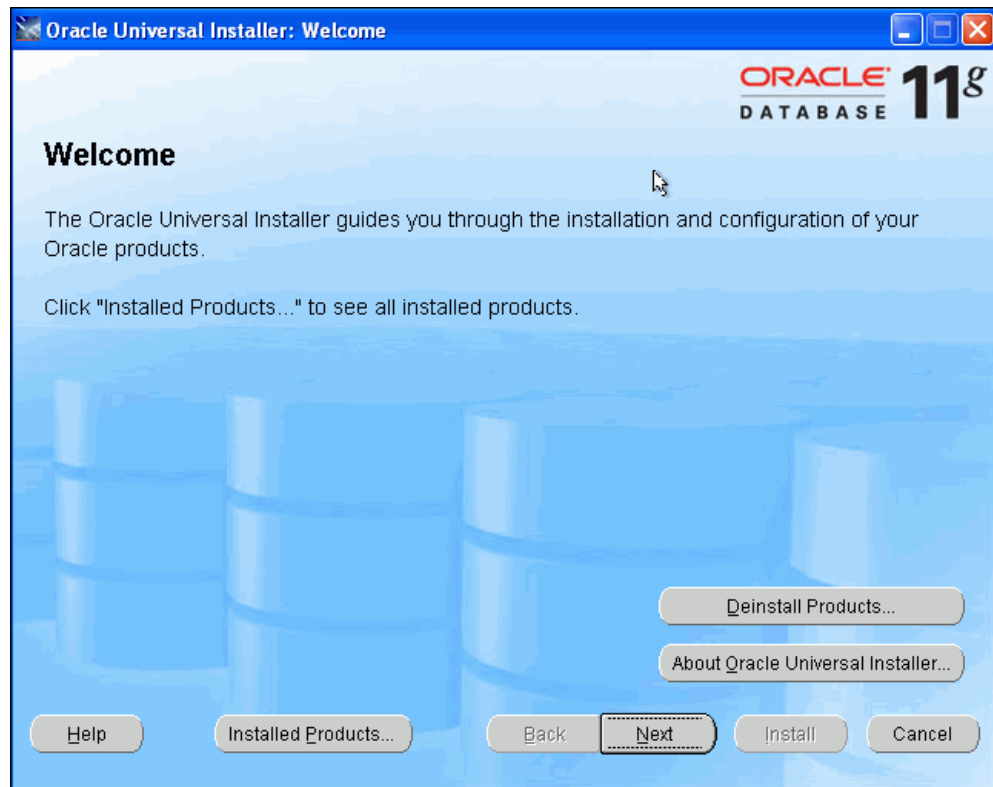 Oracle Universal Installer: Welcome
ORACLE 11g
DATABASE
Welcome
The Oracle Universal Installer guides you through the installation and configuration of your
Oracle products.
Click "Installed Products..." to see all installed products.
Deinstall Products...
About Oracle Universal Installer...
Help Installed Products... Back Next Install Cancel